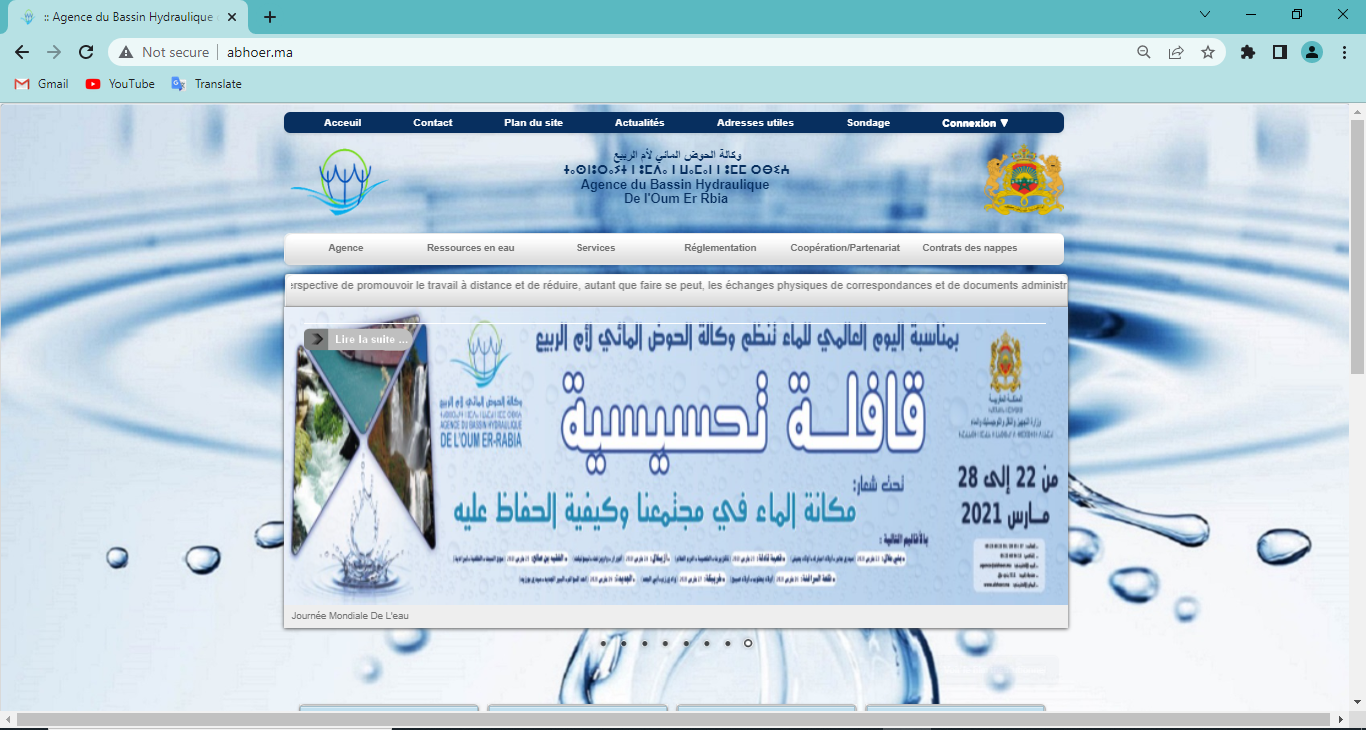 :: Agence du Bassin Hydraulique
Not secure
abhoer.ma
Gmail
YouTube
Translate
Acceuil
Contact
Plan du site
Actualités
Adresses utiles
Sondage
Connexion ▼
وكالة الحوض المائي لأم الربيع
Agence du Bassin Hydraulique
De l'Oum Er Rbia
Agence
Ressources en eau
Services
Réglementation
Coopération/Partenariat
Contrats des nappes
erspective de promouvoir le travail à distance et de réduire, autant que faire se peut, les échanges physiques de correspondances et de documents administr
Lire la suite ...
بمناسبة اليوم العالمي للماء تنظم وكالة الحوض المائي لأم الربيع
قافلة تحسيسية
وكالة الحوض المائي لأم الربيع
AGENCE DU BASSIN HYDRAULIQUE
DE L'OUM ER-RABIA
المملكة المغربية
تحت شعار:
مكانة الماء في مجتمعنا وكيفية الحفاظ عليه
من 22 إلى 28
مارس 2021
بالأقاليم التالية :
Journée Mondiale De L'eau